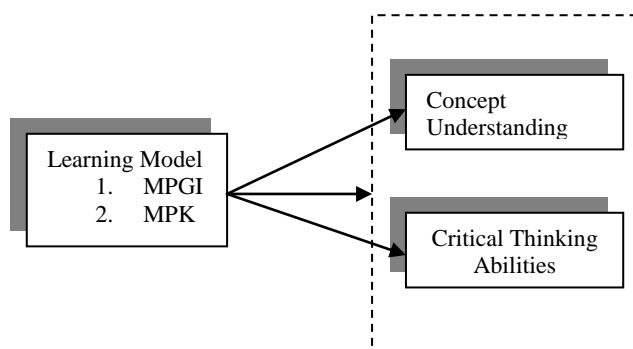 Learning Model
1. MPGI
2. MPK
Concept
Understanding
Critical Thinking
Abilities